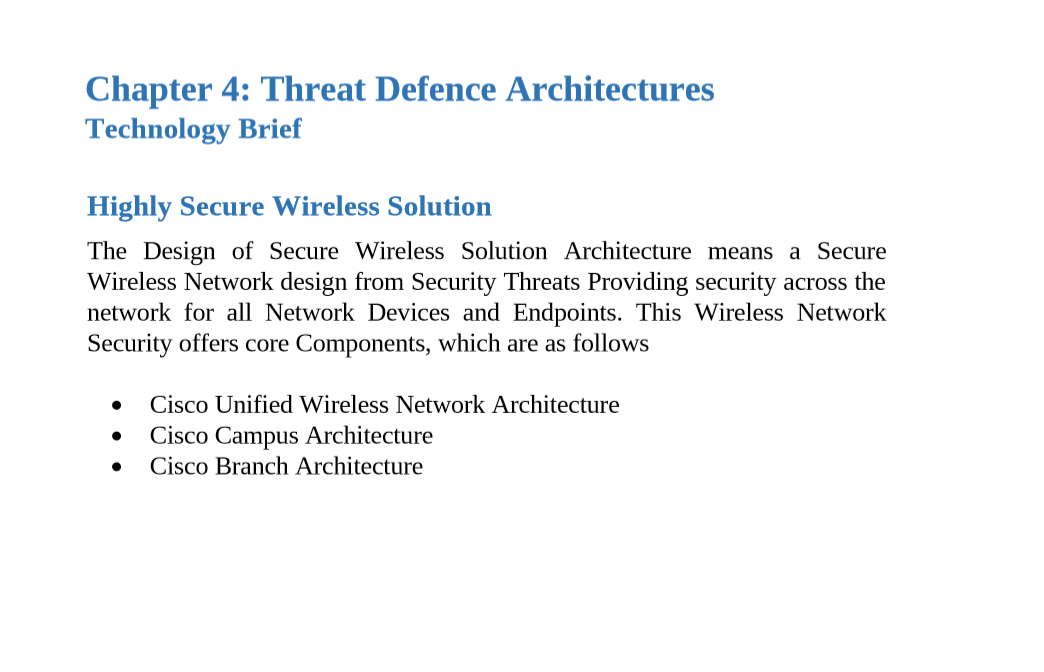 Chapter 4: Threat Defence Architectures
Technology Brief
Highly Secure Wireless Solution
The Design of Secure Wireless Solution Architecture means a Secure
Wireless Network design from Security Threats Providing security across the
network for all Network Devices and Endpoints. This Wireless Network
Security offers core Components, which are as follows
• Cisco Unified Wireless Network Architecture
• Cisco Campus Architecture
• Cisco Branch Architecture